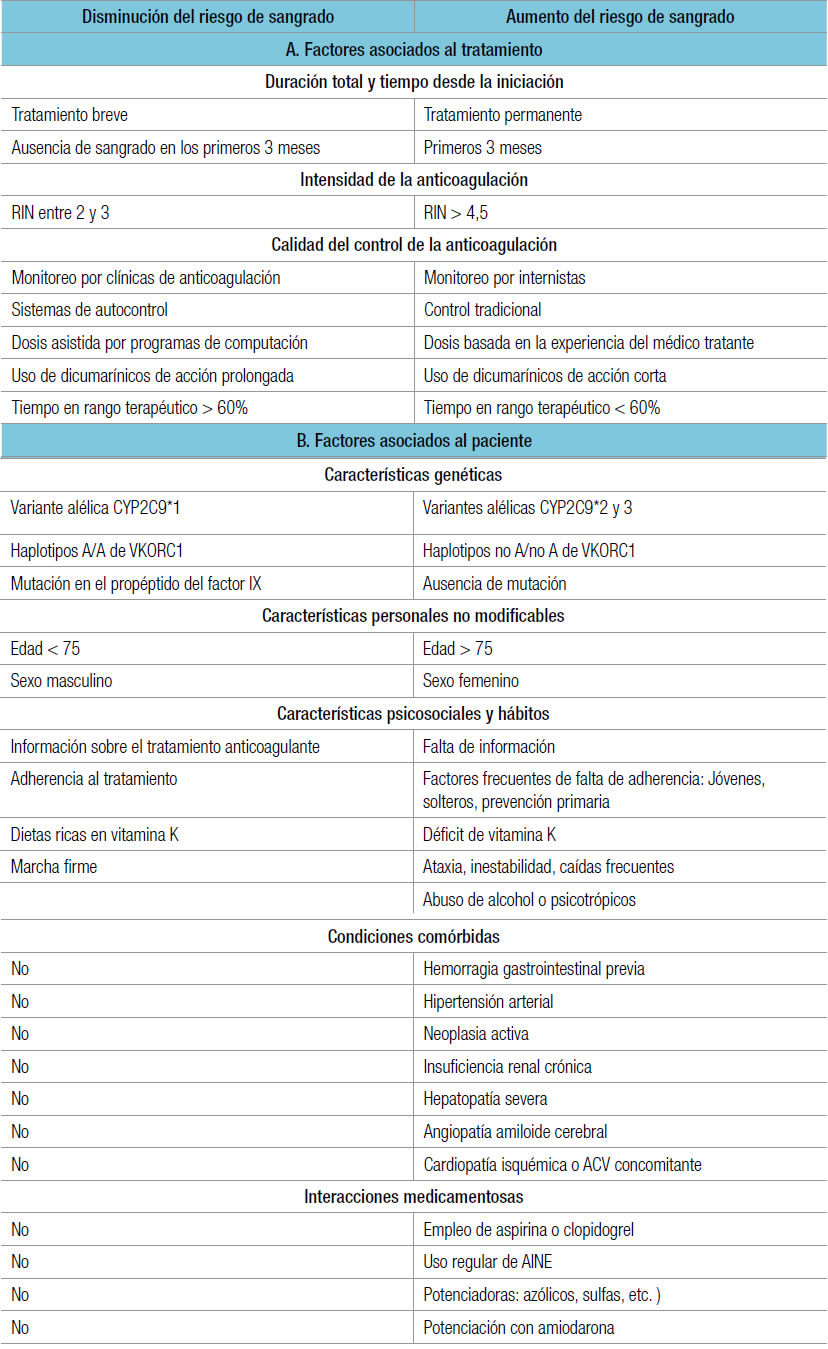 Disminución del riesgo de sangrado Aumento del riesgo de sangrado
A. Factores asociados al tratamiento
Duración total y tiempo desde la iniciación
Tratamiento breve Tratamiento permanente
Ausencia de sangrado en los primeros 3 meses Primeros 3 meses
Intensidad de la anticoagulación
RIN entre 2 y 3 RIN > 4,5
Calidad del control de la anticoagulación
Monitoreo por clínicas de anticoagulación Monitoreo por internistas
Sistemas de autocontrol Control tradicional
Dosis asistida por programas de computación Dosis basada en la experiencia del médico tratante
Uso de dicumarínicos de acción prolongada Uso de dicumarínicos de acción corta
Tiempo en rango terapéutico > 60% Tiempo en rango terapéutico < 60%
B. Factores asociados al paciente
Características genéticas
Variante alélica CYP2C9*1 Variantes alélicas CYP2C9*2 y 3
Haplotipos A/A de VKORC1 Haplotipos no A/no A de VKORC1
Mutación en el propéptido del factor IX Ausencia de mutación
Características personales no modificables
Edad < 75 Edad > 75
Sexo masculino Sexo femenino
Características psicosociales y hábitos
Información sobre el tratamiento anticoagulante Falta de información
Adherencia al tratamiento Factores frecuentes de falta de adherencia: Jóvenes,
solteros, prevención primaria
Dietas ricas en vitamina K Déficit de vitamina K
Marcha firme Ataxia, inestabilidad, caídas frecuentes
Abuso de alcohol o psicotrópicos
Condiciones comórbidas
No Hemorragia gastrointestinal previa
No Hipertensión arterial
No Neoplasia activa
No Insuficiencia renal crónica
No Hepatopatía severa
No Angiopatía amiloide cerebral
No Cardiopatía isquémica o ACV concomitante
Interacciones medicamentosas
No Empleo de aspirina o clopidogrel
No Uso regular de AINE
No Potenciadoras: azólicos, sulfas, etc. )
No Potenciación con amiodarona